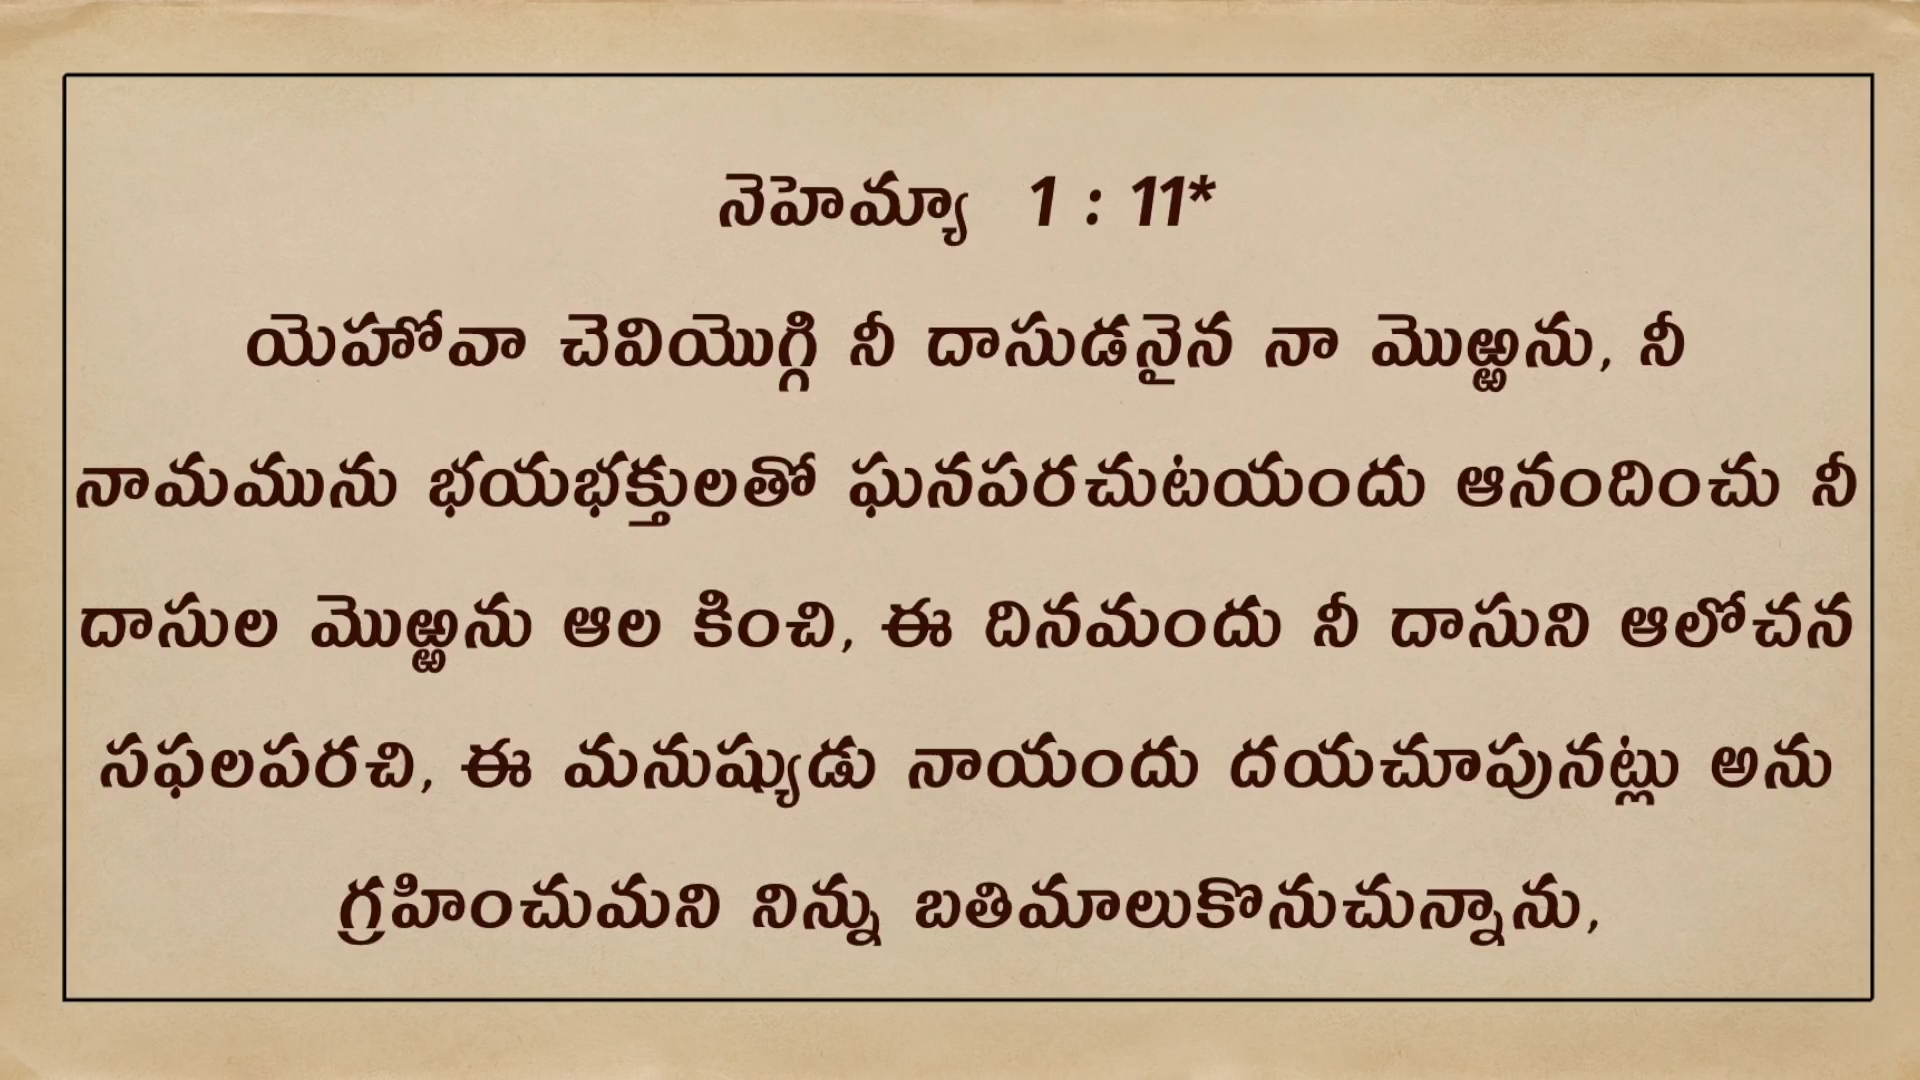 నెహెమ్యా 1 : 11*
యెహోవా చెవియొగ్గి నీ దాసుడనైన నా మొఱ్ఱను, నీ
నామమును భయభక్తులతో ఘనపరచుటయందు ఆనందించు నీ
దాసుల మొఱ్ఱను ఆల కించి, ఈ దినమందు నీ దాసుని ఆలోచన
సఫలపరచి, ఈ మనుష్యుడు నాయందు దయచూపునట్లు అను
గ్రహించుమని నిన్ను బతిమాలుకొనుచున్నాను,